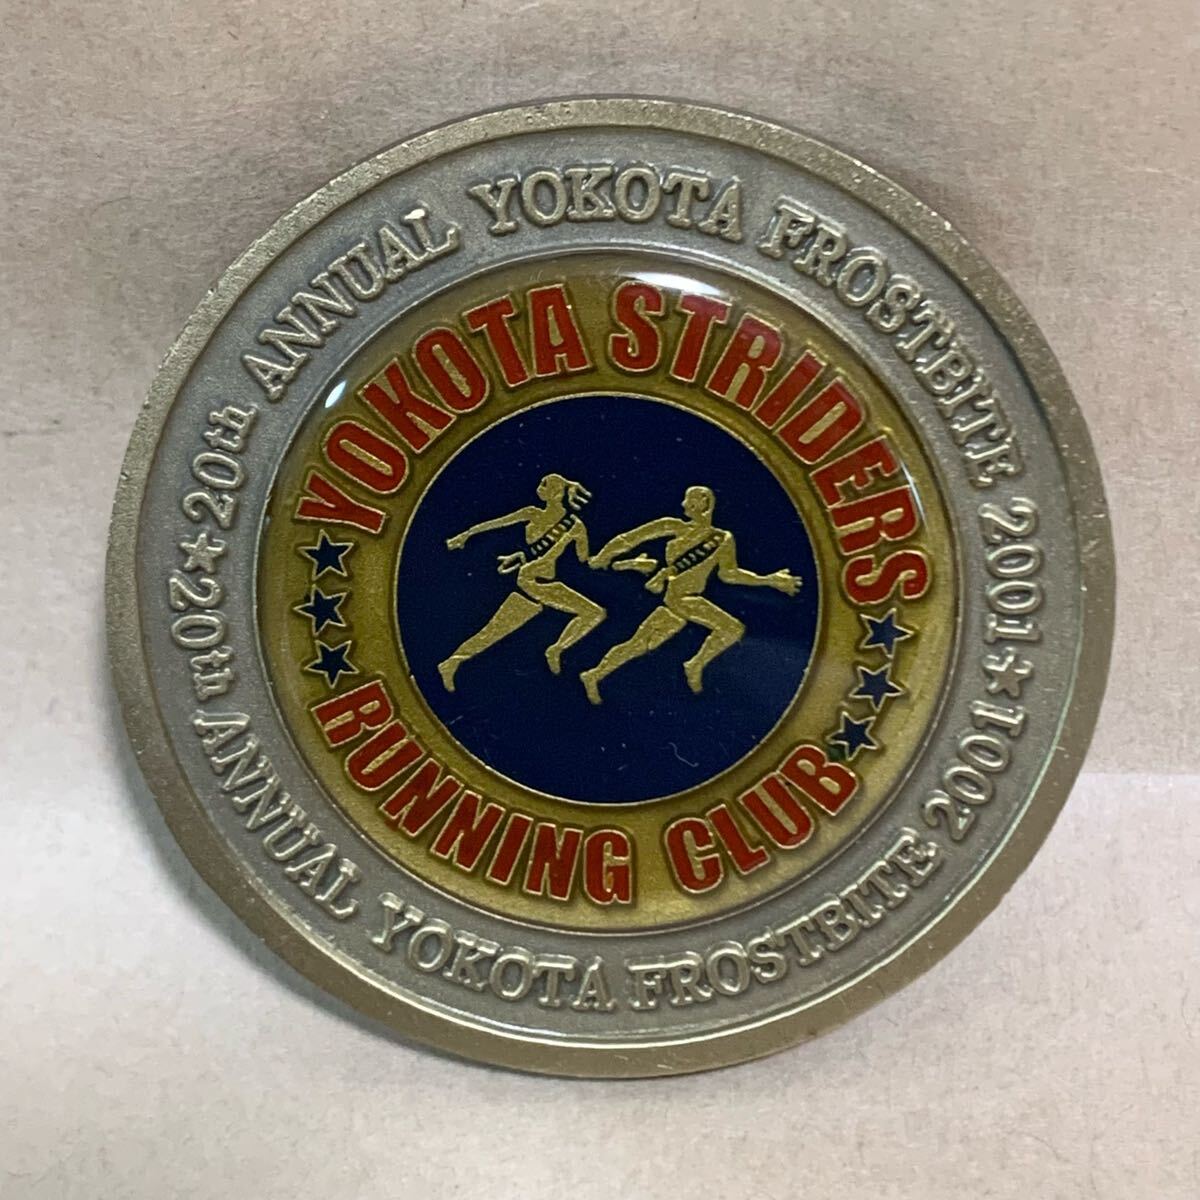 20th ANNUAL YOKOTA FROSTBITE 2001
20th ANNUAL YOKOTA FROSTBITE 2001
YOKOTA STRIDERS
RUNNING CLUB